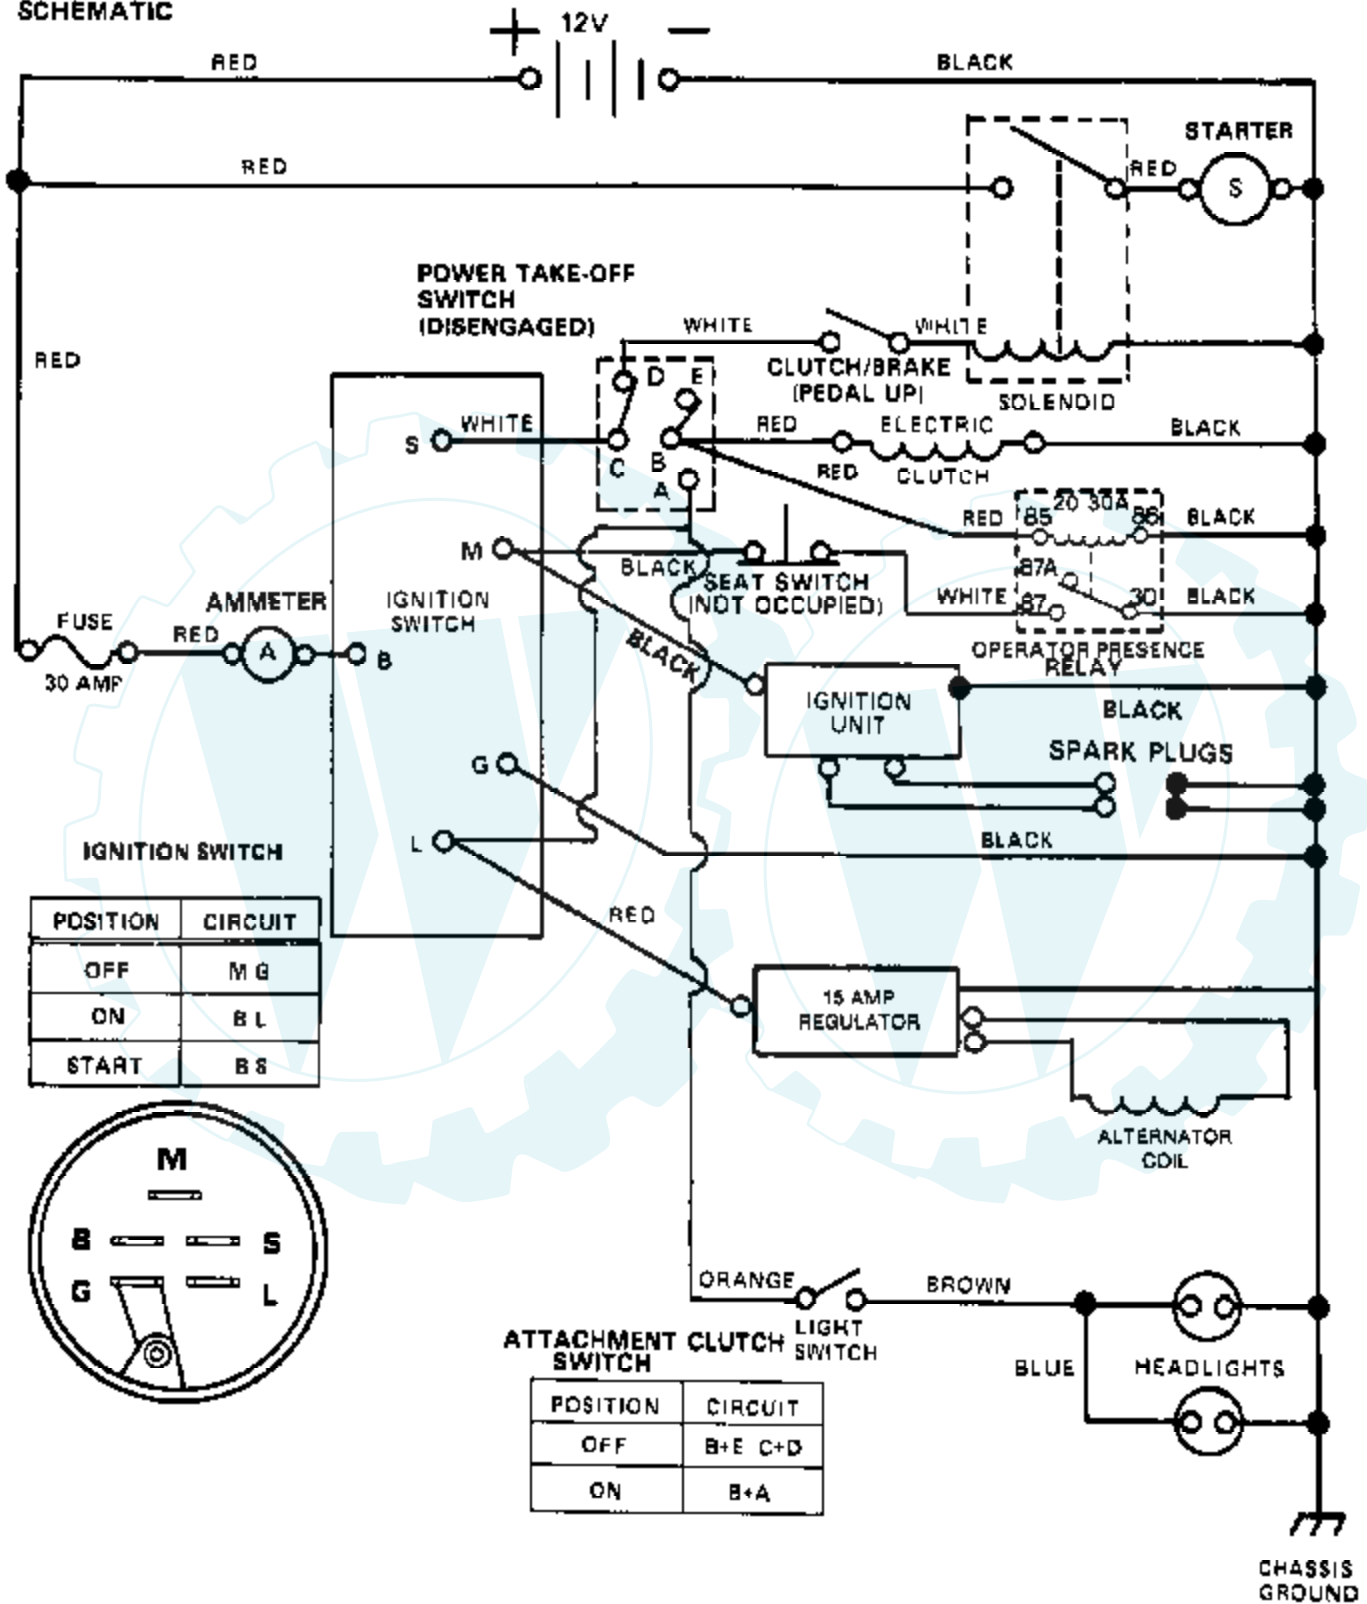 SCHEMATIC
+ 12V −
RED
BLACK
STARTER
RED
RED
S
POWER TAKE-OFF
SWITCH
(DISENGAGED)
WHITE
WHITE
RED
CLUTCH/BRAKE
(PEDAL UP)
SOLENOID
D
E
S
WHITE
C
B
A
RED
ELECTRIC
CLUTCH
BLACK
RED
20 30A
RED
85
86
BLACK
M
BLACK
SEAT SWITCH
(NOT OCCUPIED)
87A
WHITE
87
30
BLACK
OPERATOR PRESENCE
RELAY
FUSE
30 AMP
RED
AMMETER
A
B
IGNITION
SWITCH
BLACK
IGNITION
UNIT
BLACK
SPARK PLUGS
G
BLACK
L
RED
IGNITION SWITCH
POSITION CIRCUIT
OFF M G
ON B L
START B S
15 AMP
REGULATOR
ALTERNATOR
COIL
M
B
S
G
L
ORANGE
LIGHT
SWITCH
BROWN
BLUE
HEADLIGHTS
ATTACHMENT CLUTCH
SWITCH
POSITION CIRCUIT
OFF B+E C+D
ON B+A
CHASSIS
GROUND